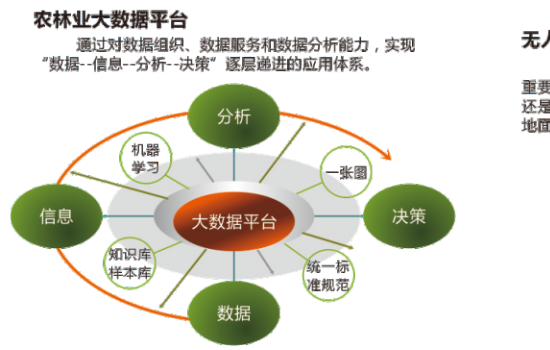 农林业大数据平台
通过对数据组织、数据服务和数据分析能力，实现
“数据--信息--分析--决策”逐层递进的应用体系。
分析
机器
学习
一张图
信息
大数据平台
决策
知识库
样本库
统一标
准规范
数据
无人
重要
还是
地面